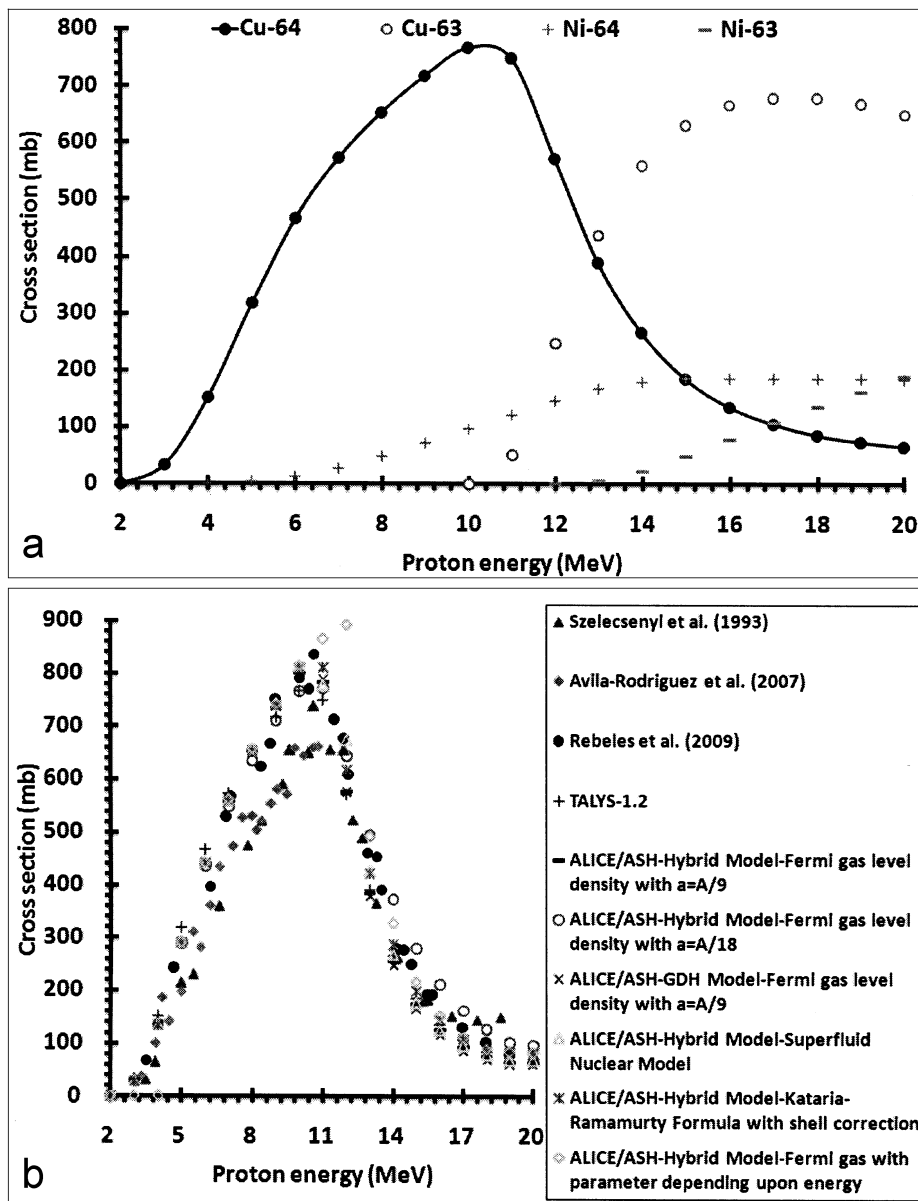 Cu-64 Cu-63 Ni-64 Ni-63
800
700
600
500
400
300
200
100
0
Cross section (mb)
2 4 6 8 10 12 14 16 18 20
Proton energy (MeV)
a
900
800
700
600
500
400
300
200
100
0
Cross section (mb)
2 5 8 11 14 17 20
Proton energy (MeV)
b
Szelecsenyl et al. (1993)
Avila-Rodriguez et al. (2007)
Rebeles et al. (2009)
TALYS-1.2
ALICE/ASH-Hybrid Model-Fermi gas level
density with a=A/9
ALICE/ASH-Hybrid Model-Fermi gas level
density with a=A/18
ALICE/ASH-GDH Model-Fermi gas level
density with a=A/9
ALICE/ASH-Hybrid Model-Superfluid
Nuclear Model
ALICE/ASH-Hybrid Model-Kataria-
Ramamurty Formula with shell correction
ALICE/ASH-Hybrid Model-Fermi gas with
parameter depending upon energy